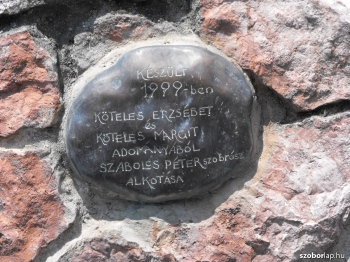 KÉSZÜLT
1999-ben
KÖTELES ERZSÉBET
és
KÖTELES MARGIT
ADOMÁNYÁBÓL
SZABOLCS PÉTER szobrász
ALKOTÁSA
szoborlap.hu